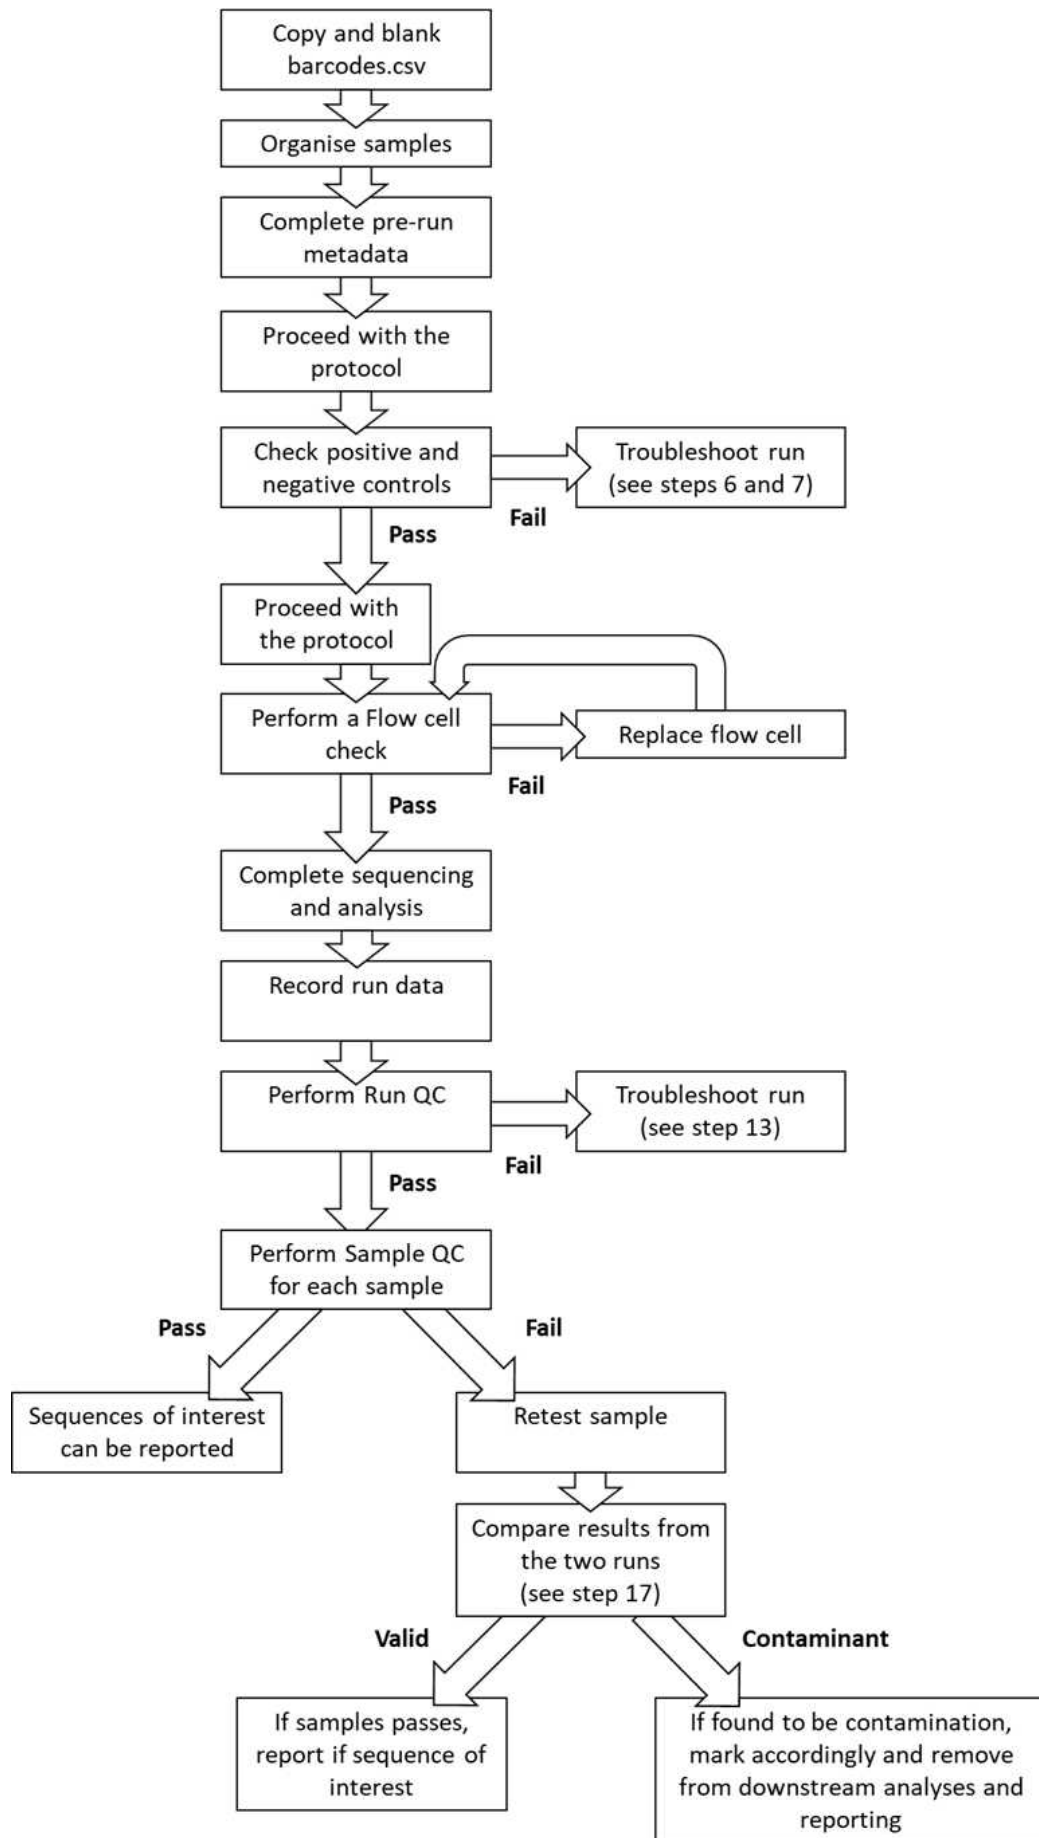 Copy and blank
barcodes.csv
Organise samples
Complete pre-run
metadata
Proceed with the
protocol
Check positive and
negative controls
Troubleshoot run
(see steps 6 and 7)
Fail
Pass
Proceed with
the protocol
Perform a Flow cell
check
Replace flow cell
Fail
Pass
Complete sequencing
and analysis
Record run data
Perform Run QC
Troubleshoot run
(see step 13)
Fail
Pass
Perform Sample QC
for each sample
Pass
Fail
Sequences of interest
can be reported
Retest sample
Compare results from
the two runs
(see step 17)
Valid
Contaminant
If samples passes,
report if sequence of
interest
If found to be contamination,
mark accordingly and remove
from downstream analyses and
reporting